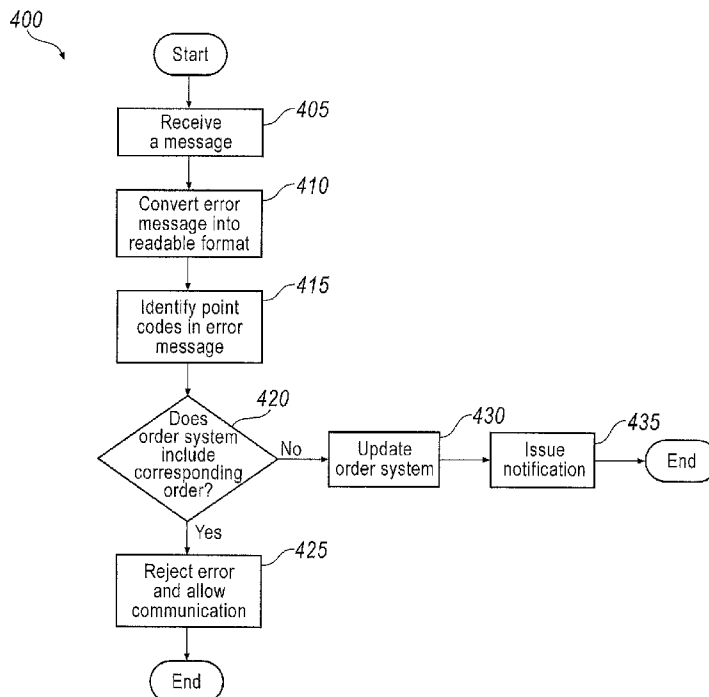 400
Start
405
Receive
a message
410
Convert error
message into
readable format
415
Identify point
codes in error
message
420
Does
order system
include
corresponding
order?
No
430
Update
order system
435
Issue
notification
End
Yes
425
Reject error
and allow
communication
End